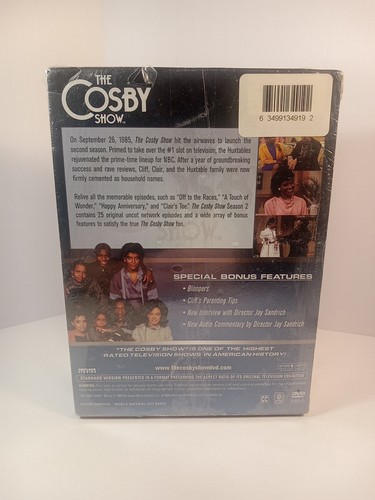 THE
COSBY
SHOW
6 34991 34919 2
On September 26, 1985, The Cosby Show hit the airwaves to launch the
second season. Primed to take over the #1 slot on television, the Huxtables
rejuvenated the prime-time lineup for NBC. After a year of groundbreaking
success and rave reviews, Cliff, Clair, and the Huxtable family were now
firmly cemented as household names.
Relive all the memorable episodes, such as "Off to the Races," "A Touch of
Wonder," "Happy Anniversary," and "Clair's Toe." The Cosby Show Season 2
contains 25 original uncut network episodes and a wide array of bonus
features to satisfy the true The Cosby Show fan.
SPECIAL BONUS FEATURES
• Bloopers
• Cliff's Parenting Tips
• New Interview with Director Jay Sandrich
• New Audio Commentary by Director Jay Sandrich
"THE COSBY SHOW" IS ONE OF THE HIGHEST
RATED TELEVISION SHOWS IN AMERICAN HISTORY!
www.thecosbyshowdvd.com
STANDARD VERSION PRESENTED IN A FORMAT PRESERVING THE ASPECT RATIO OF ITS ORIGINAL TELEVISION EXHIBITION
DVD